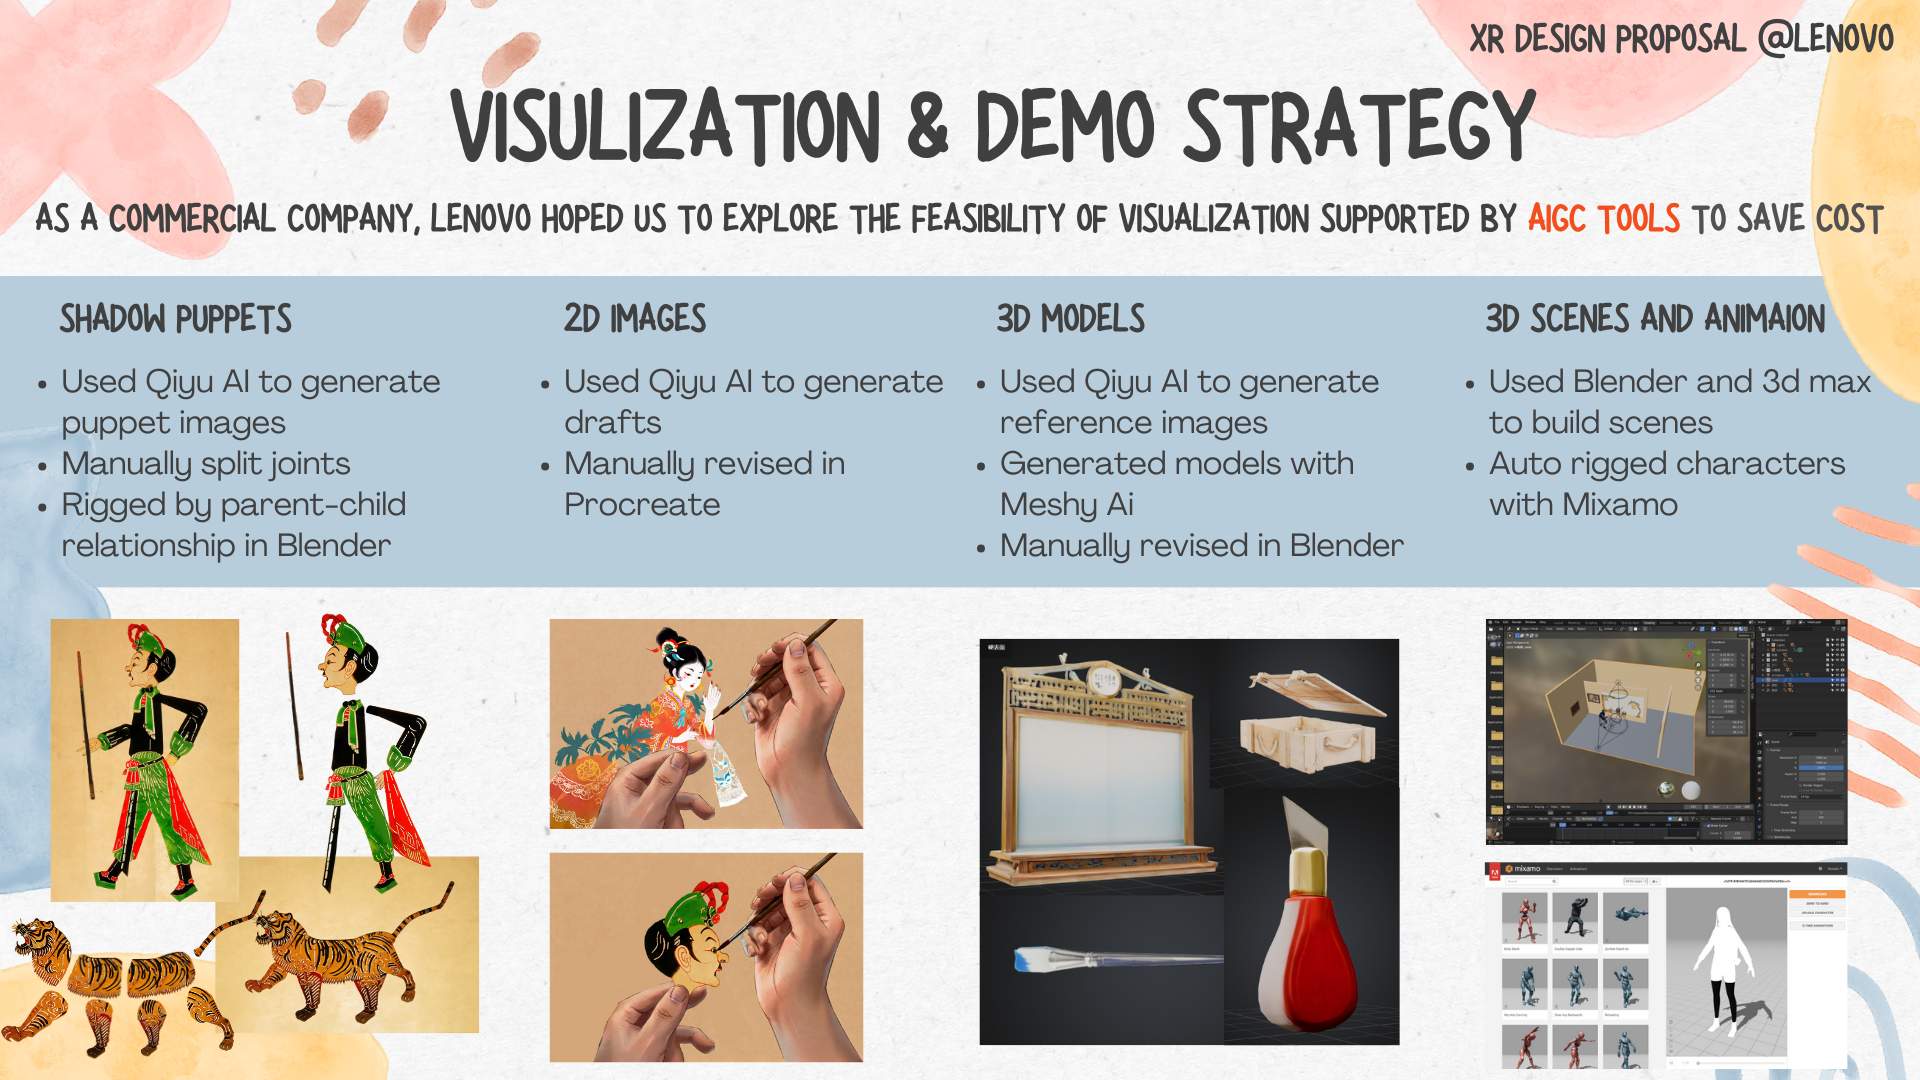 XR DESIGN PROPOSAL @LENOVO
VISULIZATION & DEMO STRATEGY
AS A COMMERCIAL COMPANY, LENOVO HOPED US TO EXPLORE THE FEASIBILITY OF VISUALIZATION SUPPORTED BY AIGC TOOLS TO SAVE COST
SHADOW PUPPETS
• Used Qiyu AI to generate
puppet images
• Manually split joints
• Rigged by parent-child
relationship in Blender
2D IMAGES
• Used Qiyu AI to generate
drafts
• Manually revised in
Procreate
3D MODELS
• Used Qiyu AI to generate
reference images
• Generated models with
Meshy Ai
• Manually revised in Blender
3D SCENES AND ANIMAION
• Used Blender and 3d max
to build scenes
• Auto rigged characters
with Mixamo
mixamo